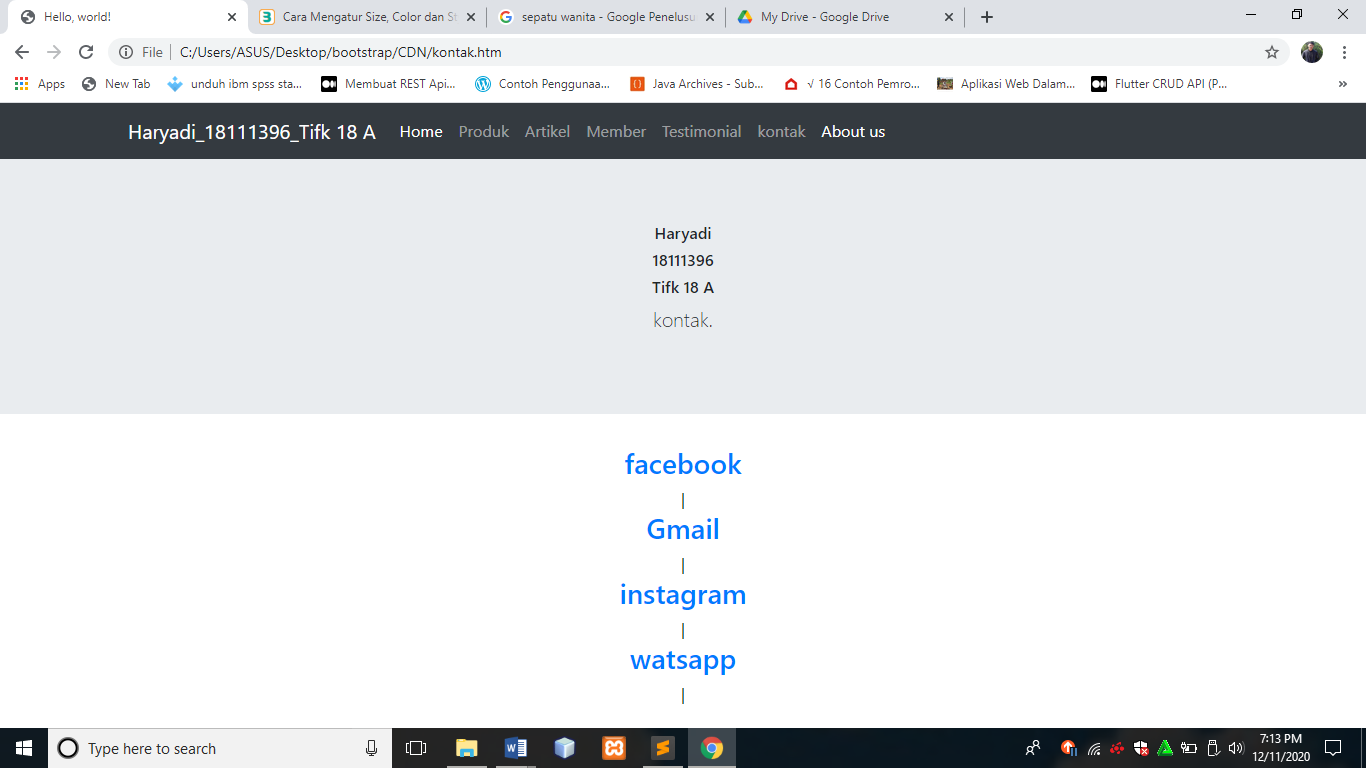 Hello, world!
Cara Mengatur Size, Color dan St
sepatu wanita - Google Penelusu
My Drive - Google Drive
File
C:/Users/ASUS/Desktop/bootstrap/CDN/kontak.htm
Apps
New Tab
unduh ibm spss sta...
Membuat REST Api...
Contoh Penggunaa...
Java Archives - Sub...
√ 16 Contoh Pemro...
Aplikasi Web Dalam...
Flutter CRUD API (P...
»
Haryadi_18111396_Tifk 18 A
Home
Produk
Artikel
Member
Testimonial
kontak
About us
Haryadi
18111396
Tifk 18 A
kontak.
facebook
|
Gmail
|
instagram
|
watsapp
|
Type here to search
7:13 PM
12/11/2020